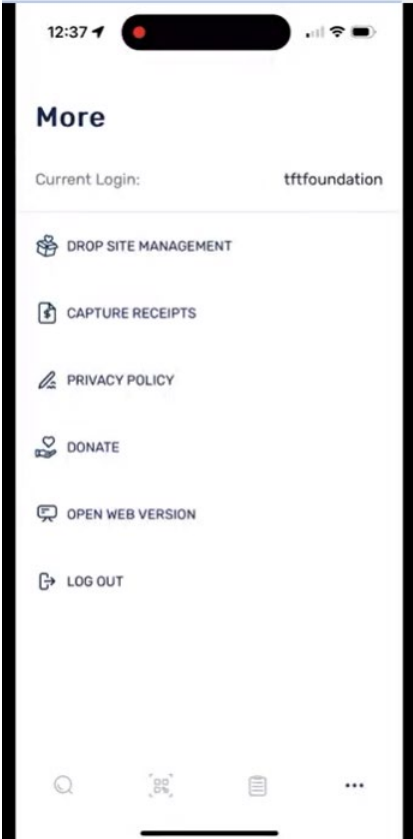 12:37
More
Current Login: tftfoundation
DROP SITE MANAGEMENT
CAPTURE RECEIPTS
PRIVACY POLICY
DONATE
OPEN WEB VERSION
LOG OUT